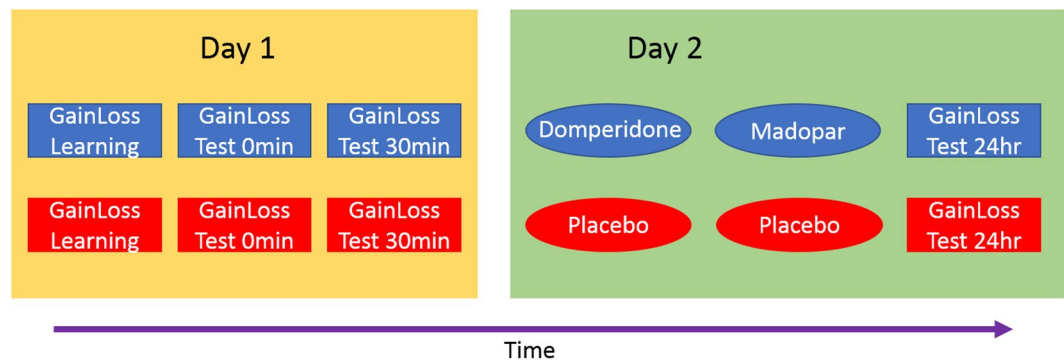 Day 1
GainLoss
Learning
GainLoss
Test 0min
GainLoss
Test 30min
GainLoss
Learning
GainLoss
Test 0min
GainLoss
Test 30min
Day 2
Domperidone
Madopar
GainLoss
Test 24hr
Placebo
Placebo
GainLoss
Test 24hr
Time